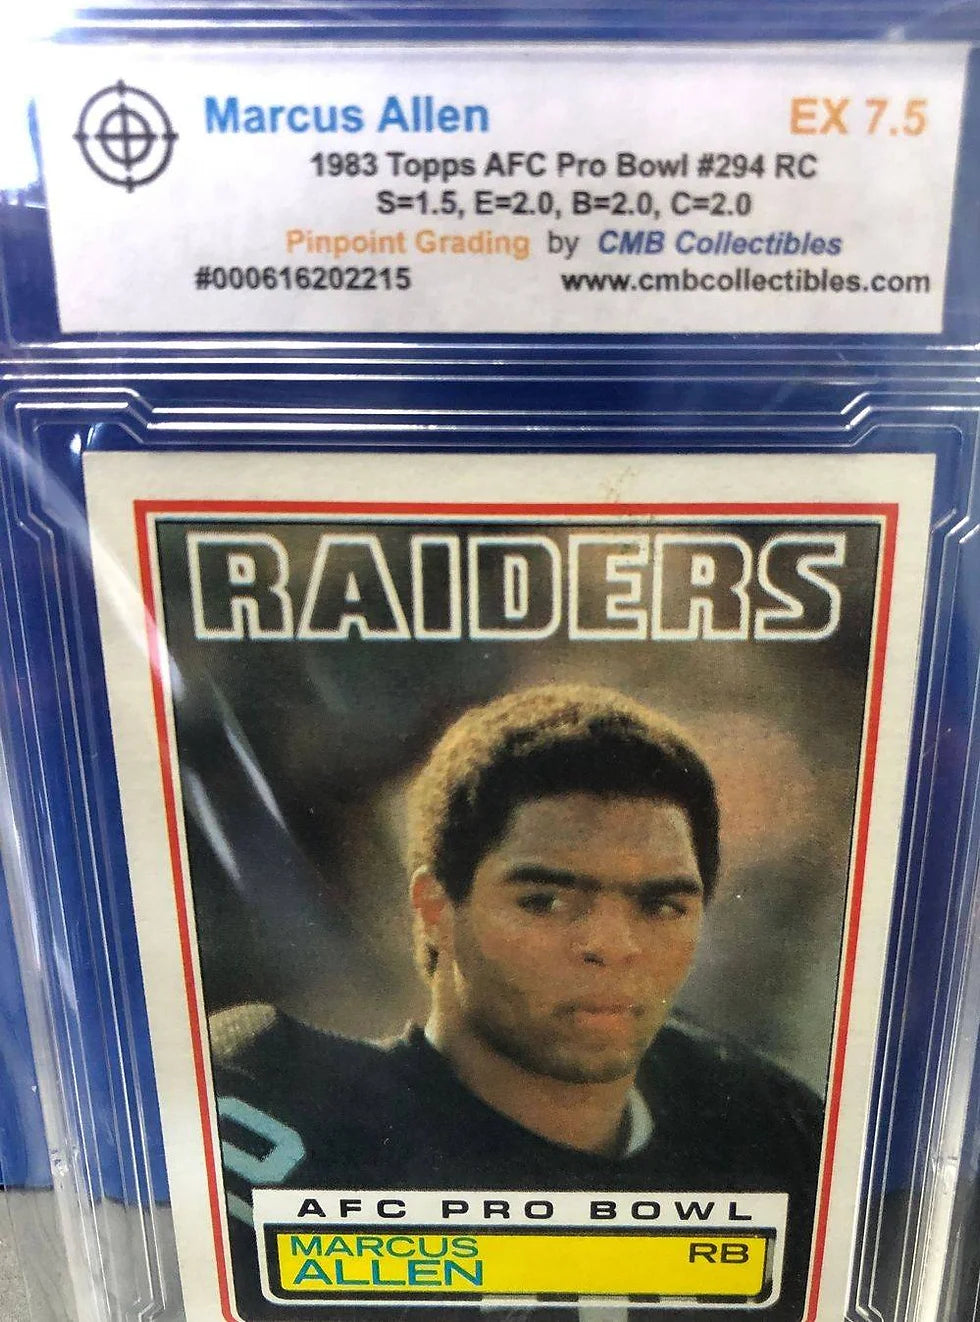 Marcus Allen EX 7.5
1983 Topps AFC Pro Bowl #294 RC
S=1.5, E=2.0, B=2.0, C=2.0
Pinpoint Grading by CMB Collectibles
#000616202215 www.cmbcollectibles.com
RAIDERS
AFC PRO BOWL
MARCUS RB
ALLEN